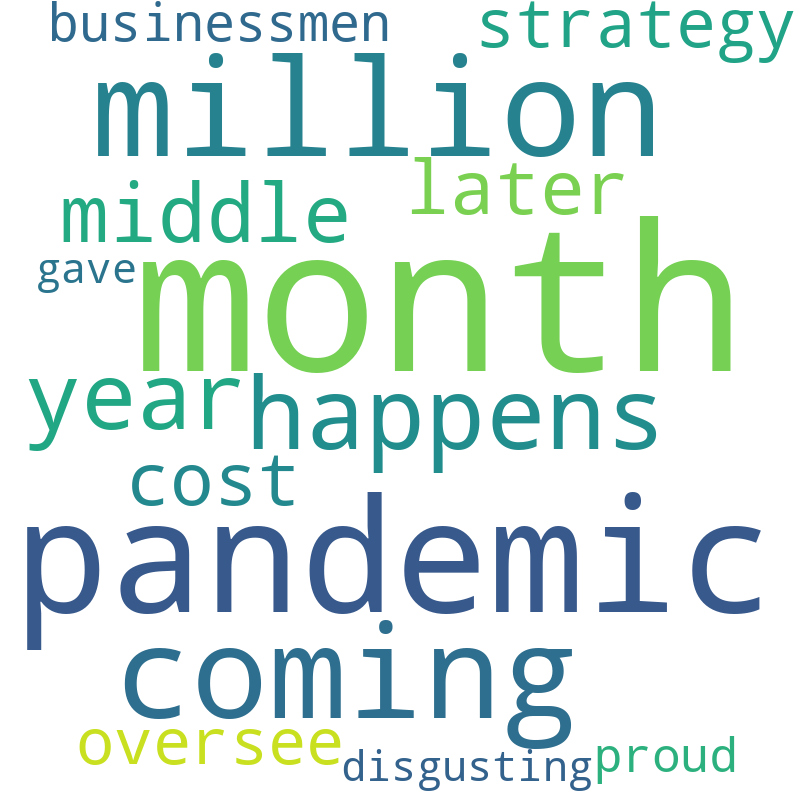 businessmen strategy
million
middle later
gave month
year happens
cost
pandemic
coming
oversee disgusting proud